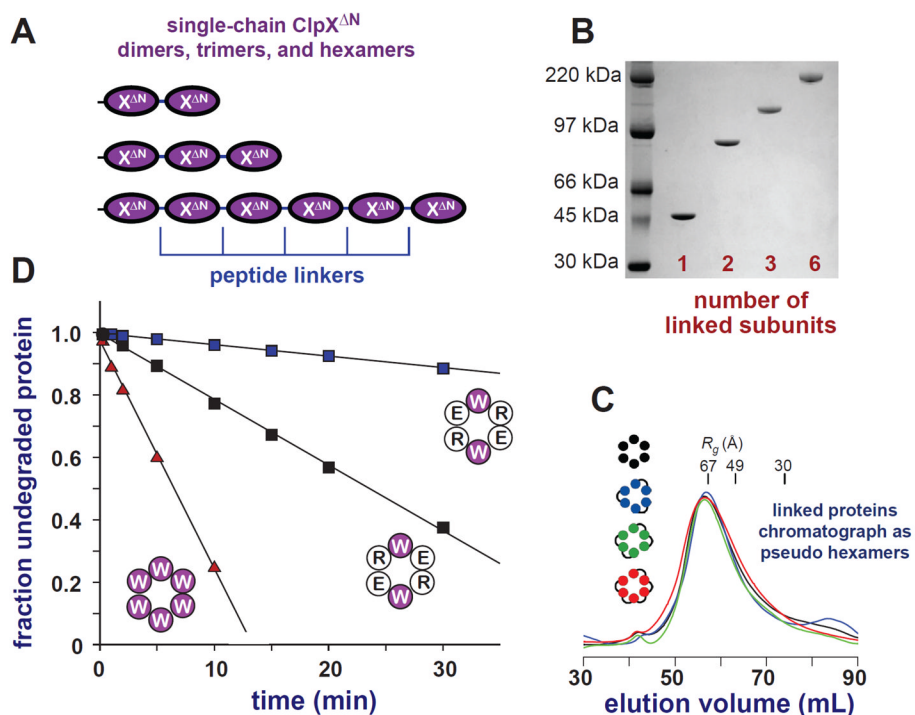 A
single-chain ClpX^ΔN
dimers, trimers, and hexamers
X^ΔN X^ΔN
X^ΔN X^ΔN X^ΔN
X^ΔN X^ΔN X^ΔN X^ΔN X^ΔN X^ΔN
peptide linkers
B
220 kDa
97 kDa
66 kDa
45 kDa
30 kDa
1 2 3 6
number of
linked subunits
C
Rg (Å)
67 49 30
linked proteins
chromatograph as
pseudo hexamers
30 50 70 90
elution volume (mL)
D
fraction undegraded protein
1.0
0.8
0.6
0.4
0.2
0
0 10 20 30
time (min)
W
E R
R E
W
W
R E
E R
W
W
W W
W W
W